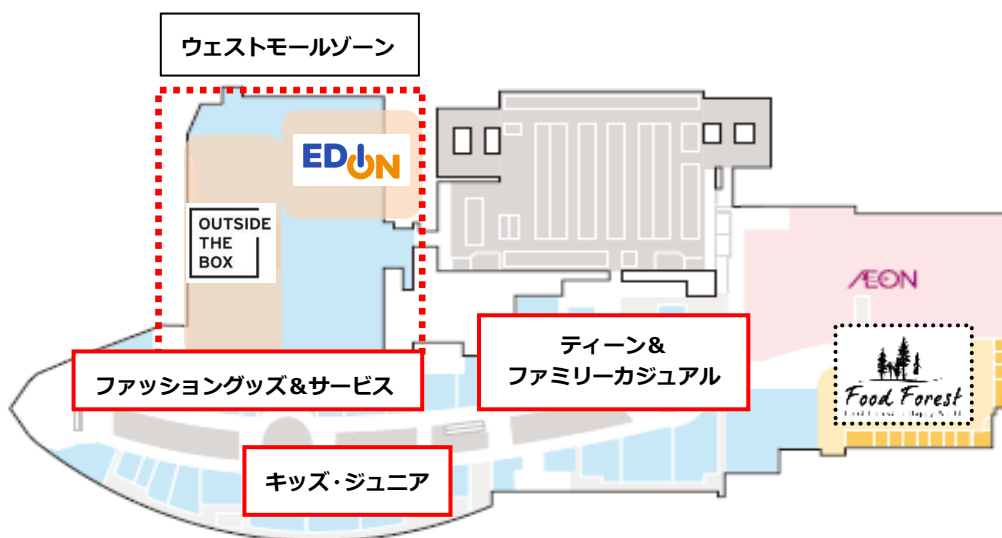 ウェストモールゾーン
EDION
OUTSIDE
THE
BOX
ÆON
ティーン&
ファミリーカジュアル
ファッショングッズ&サービス
Food Forest
キッズ・ジュニア